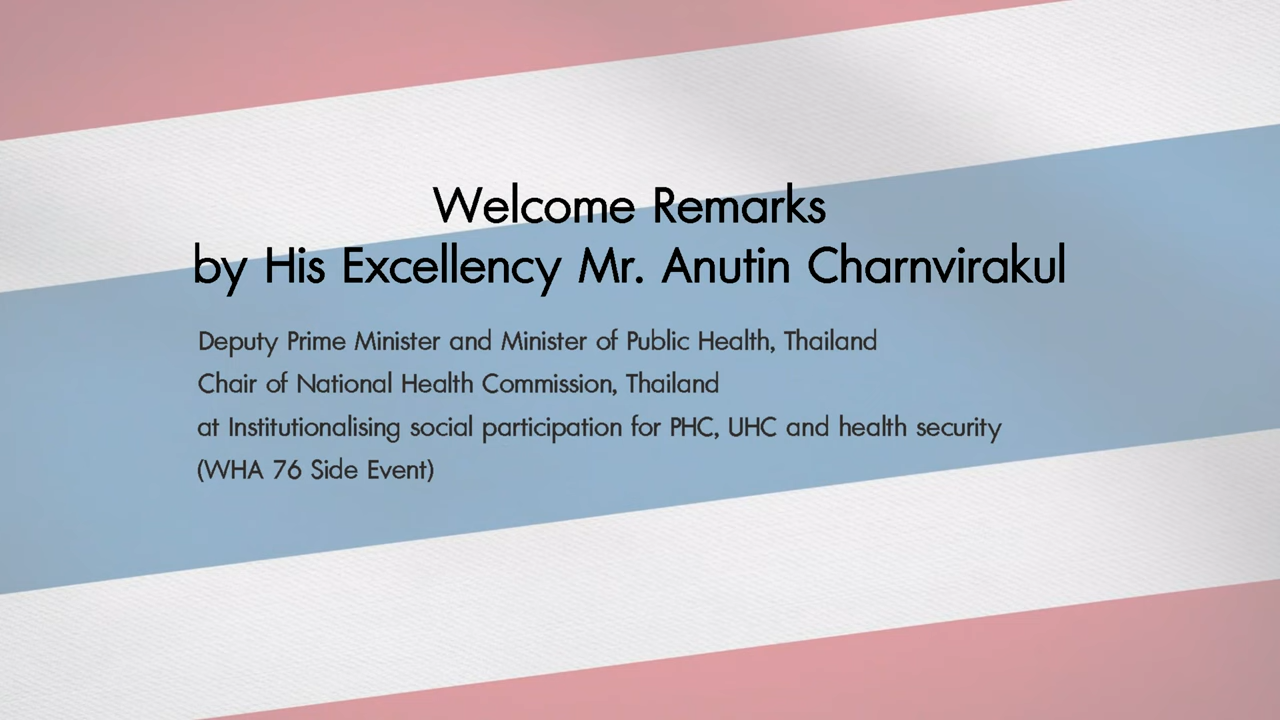 Welcome Remarks
by His Excellency Mr. Anutin Charnvirakul
Deputy Prime Minister and Minister of Public Health, Thailand
Chair of National Health Commission, Thailand
at Institutionalising social participation for PHC, UHC and health security
(WHA 76 Side Event)